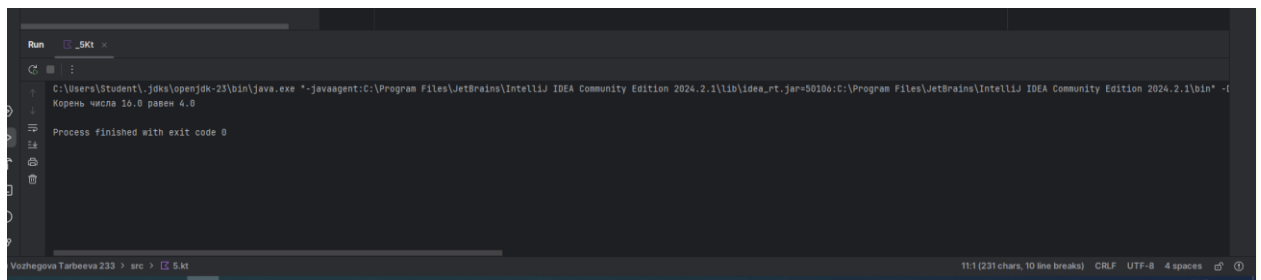 Run _5Kt ×
C:\Users\Student\.jdks\openjdk-23\bin\java.exe "-javaagent:C:\Program Files\JetBrains\IntelliJ IDEA Community Edition 2024.2.1\lib\idea_rt.jar=50106:C:\Program Files\JetBrains\IntelliJ IDEA Community Edition 2024.2.1\bin" -
Корень числа 16.0 равен 4.0
Process finished with exit code 0
Vozhegova Tarbeeva 233 > src > 5.kt 11:1 (231 chars, 10 line breaks) CRLF UTF-8 4 spaces